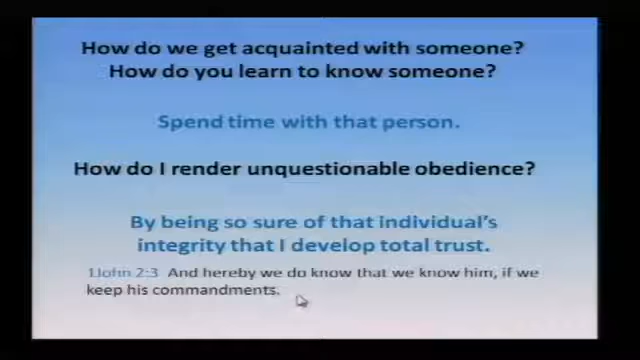 How do we get acquainted with someone?
How do you learn to know someone?
Spend time with that person.
How do I render unquestionable obedience?
By being so sure of that individual's
integrity that I develop total trust.
1John 2:3 And hereby we do know that we know him, if we
keep his commandments.